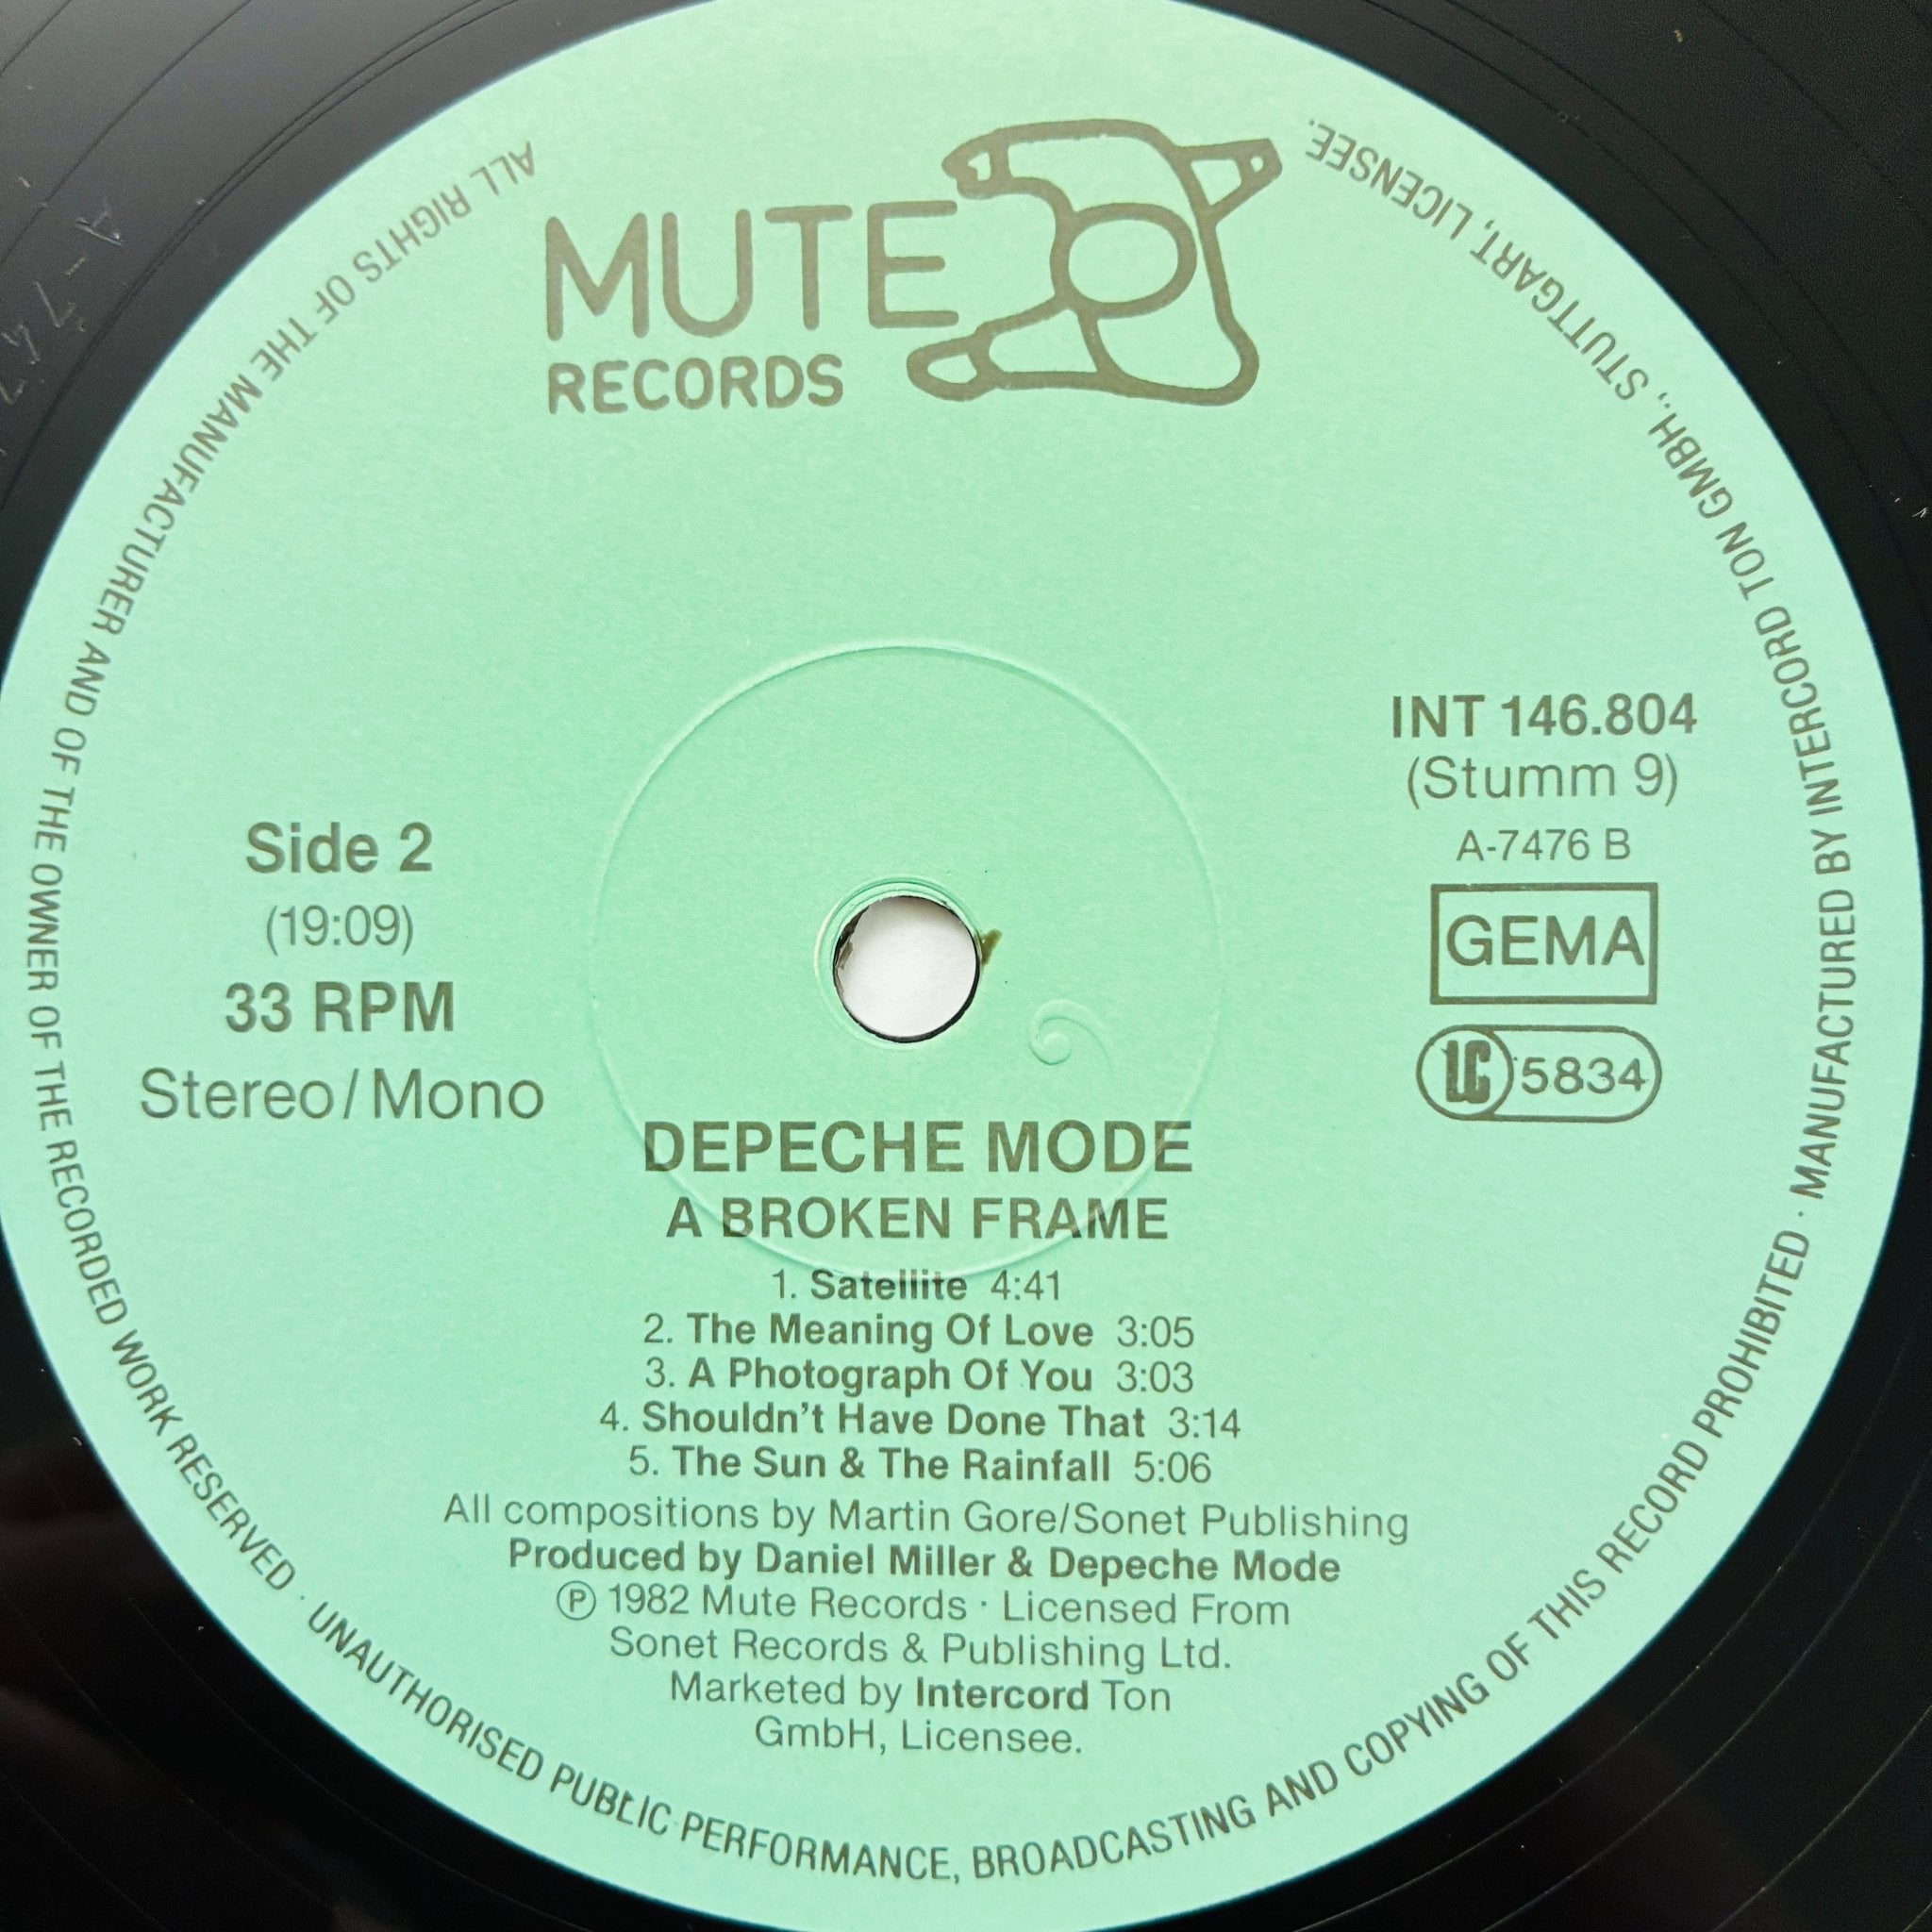 MUTE
RECORDS
ALL RIGHTS OF THE MANUFACTURER AND OF THE OWNER OF THE RECORDED WORK RESERVED · UNAUTHORISED PUBLIC PERFORMANCE, BROADCASTING AND COPYING OF THIS RECORD PROHIBITED · MANUFACTURED BY INTERCORD TON GMBH., STUTTGART, LICENSEE.
Side 2
(19:09)
33 RPM
Stereo/Mono
INT 146.804
(Stumm 9)
A-7476 B
GEMA
LC 5834
DEPECHE MODE
A BROKEN FRAME
1. Satellite 4:41
2. The Meaning Of Love 3:05
3. A Photograph Of You 3:03
4. Shouldn't Have Done That 3:14
5. The Sun & The Rainfall 5:06
All compositions by Martin Gore/Sonet Publishing
Produced by Daniel Miller & Depeche Mode
Ⓟ 1982 Mute Records · Licensed From
Sonet Records & Publishing Ltd.
Marketed by Intercord Ton
GmbH, Licensee.